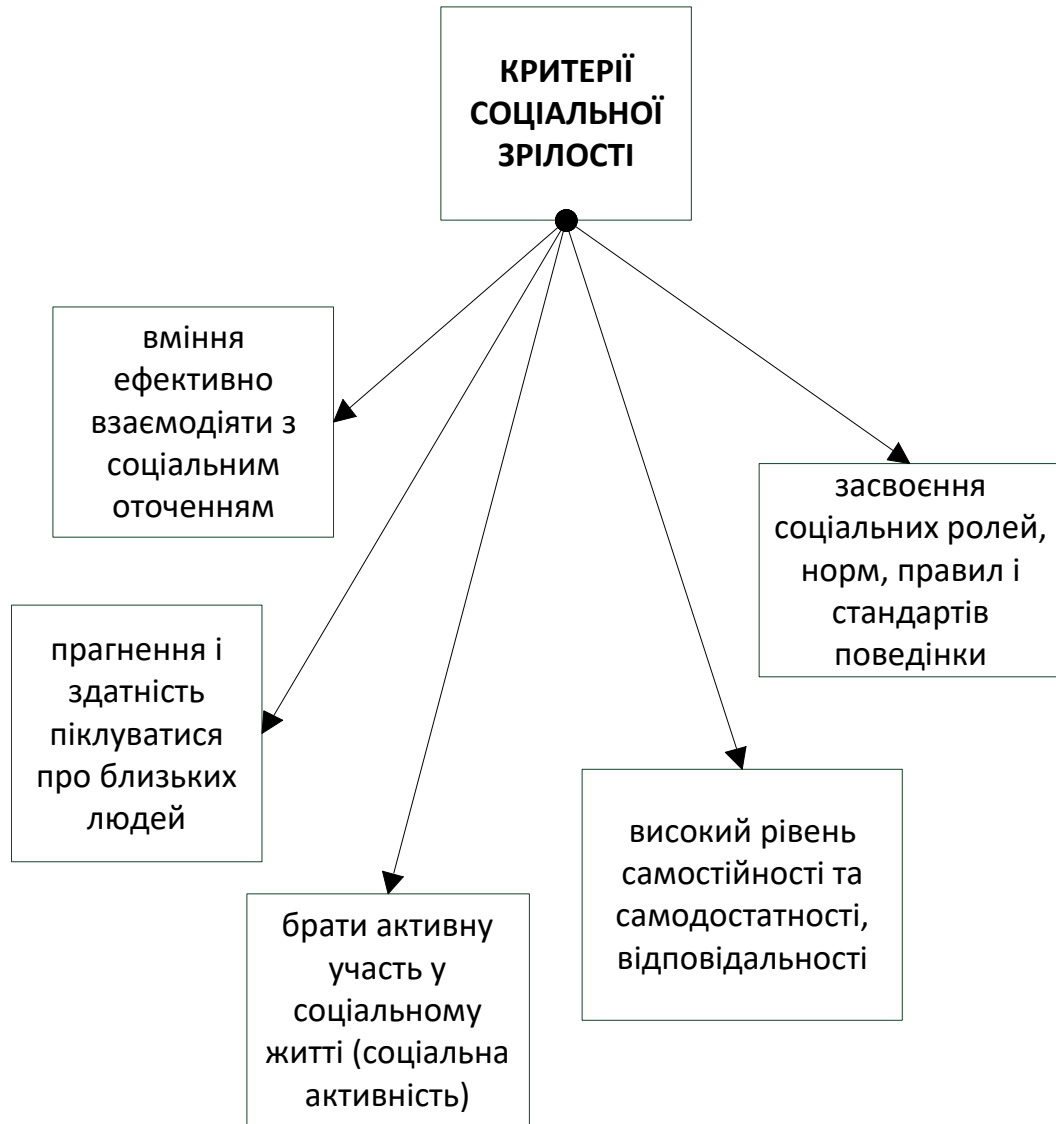 КРИТЕРІЇ
СОЦІАЛЬНОЇ
ЗРІЛОСТІ
вміння
ефективно
взаємодіяти з
соціальним
оточенням
прагнення і
здатність
піклуватися
про близьких
людей
брати активну
участь у
соціальному
житті (соціальна
активність)
високий рівень
самостійності та
самодостатності,
відповідальності
засвоєння
соціальних ролей,
норм, правил і
стандартів
поведінки